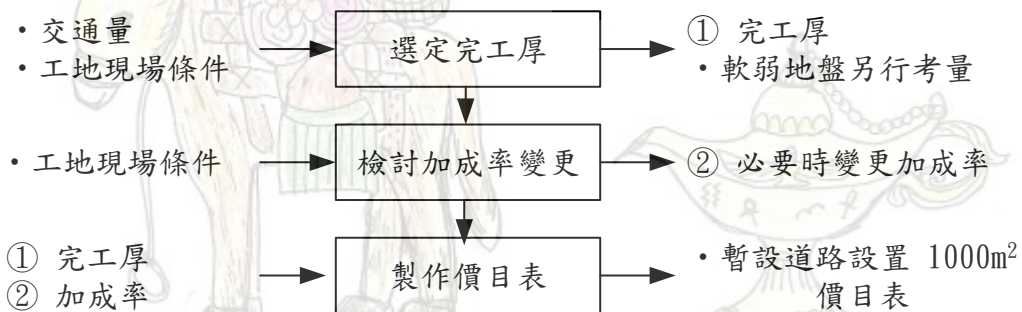 ・交通量
・工地現場條件
選定完工厚
① 完工厚
・軟弱地盤另行考量
・工地現場條件
檢討加成率變更
② 必要時變更加成率
① 完工厚
② 加成率
製作價目表
・暫設道路設置 1000m²
價目表